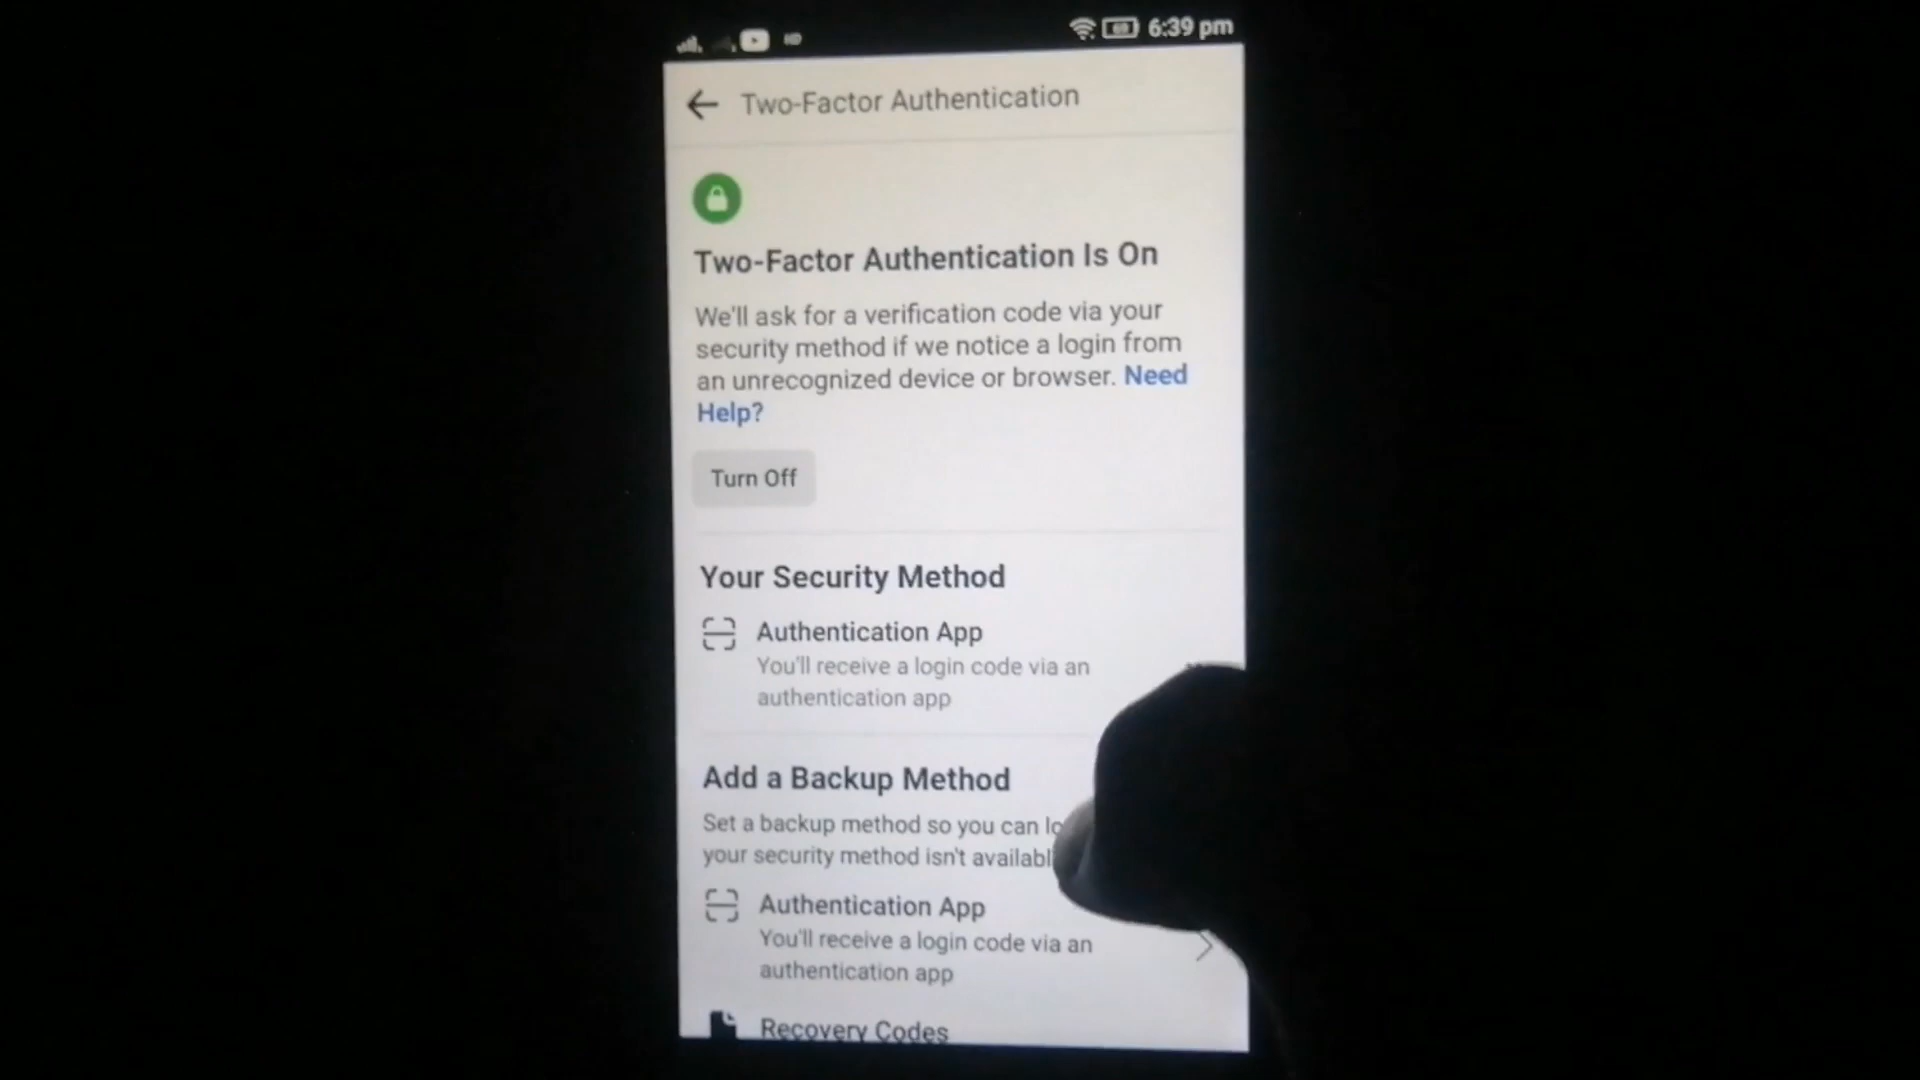 HD 69 6:39 pm
Two-Factor Authentication
Two-Factor Authentication Is On
We'll ask for a verification code via your
security method if we notice a login from
an unrecognized device or browser. Need
Help?
Turn Off
Your Security Method
Authentication App
You'll receive a login code via an
authentication app
Add a Backup Method
Set a backup method so you can
your security method isn't
Authentication App
You'll receive a login code via an
authentication app
Recovery Codes